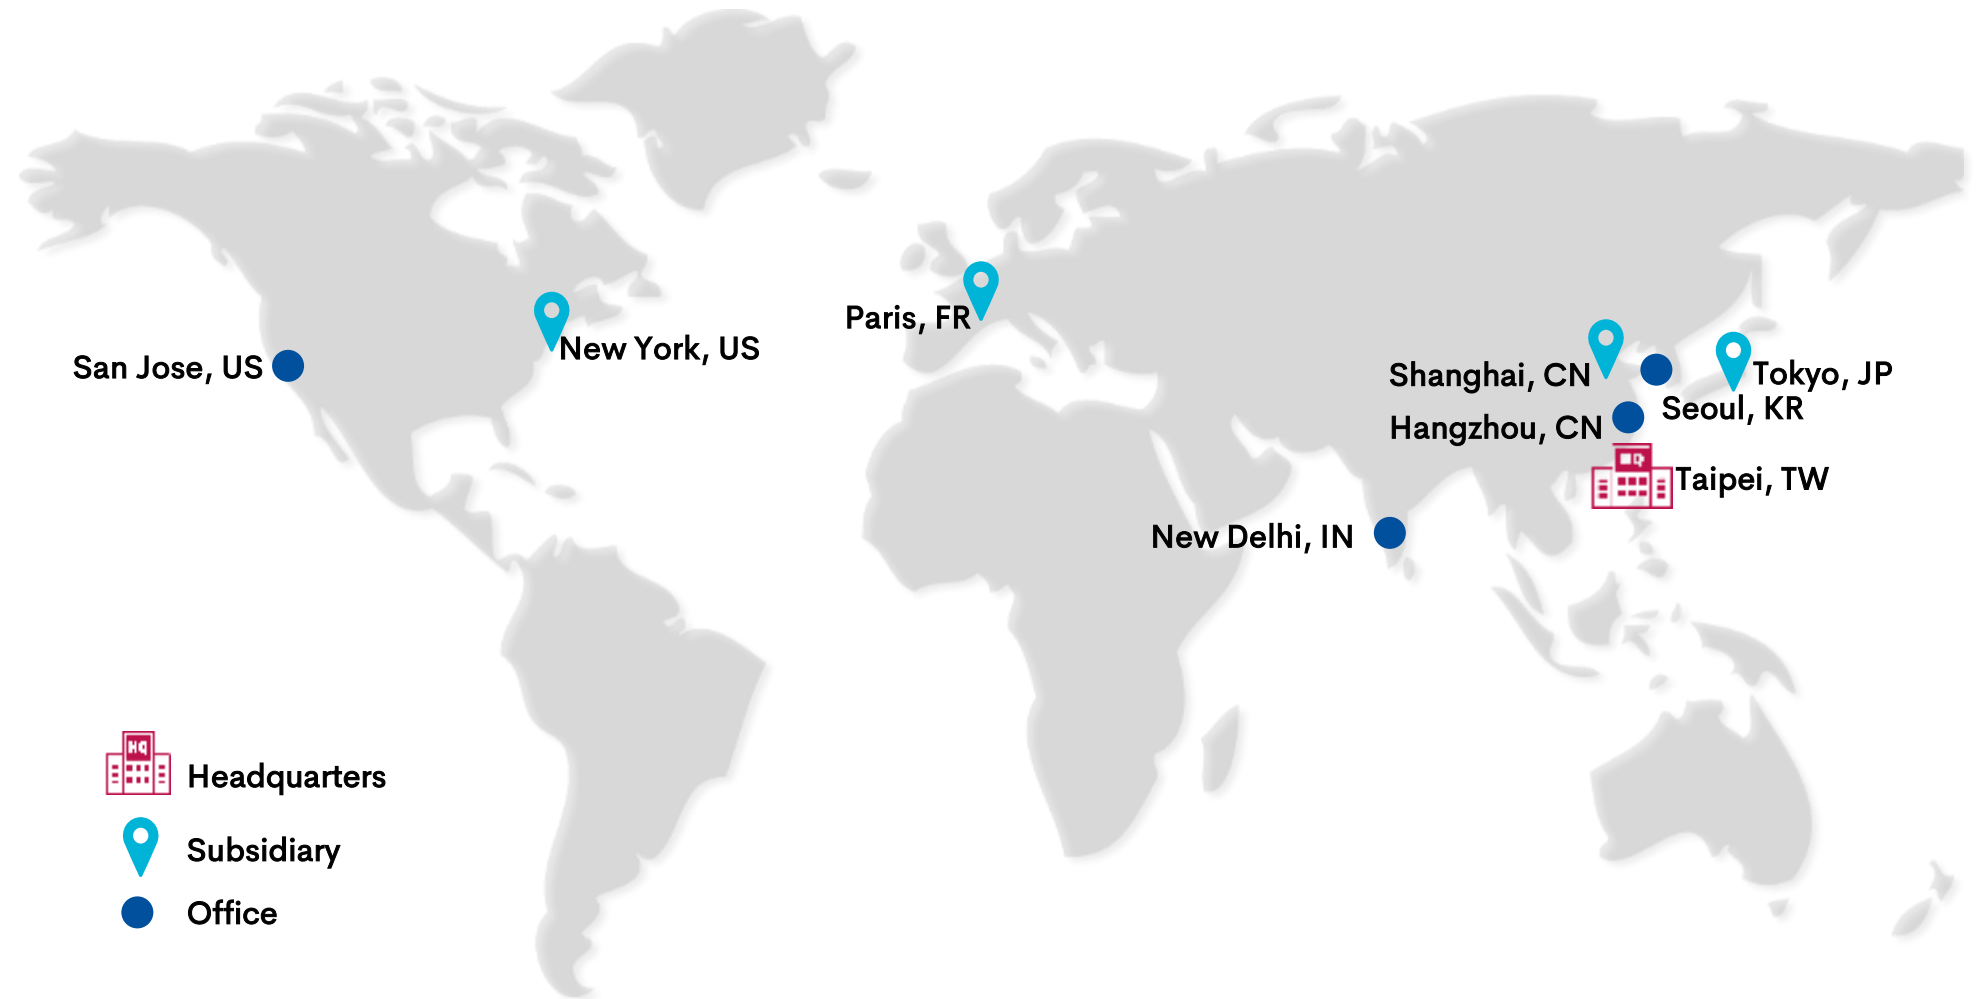 Paris, FR
New York, US
San Jose, US
Shanghai, CN
Tokyo, JP
Seoul, KR
Hangzhou, CN
HQ
Taipei, TW
New Delhi, IN
HQ
Headquarters
Subsidiary
Office